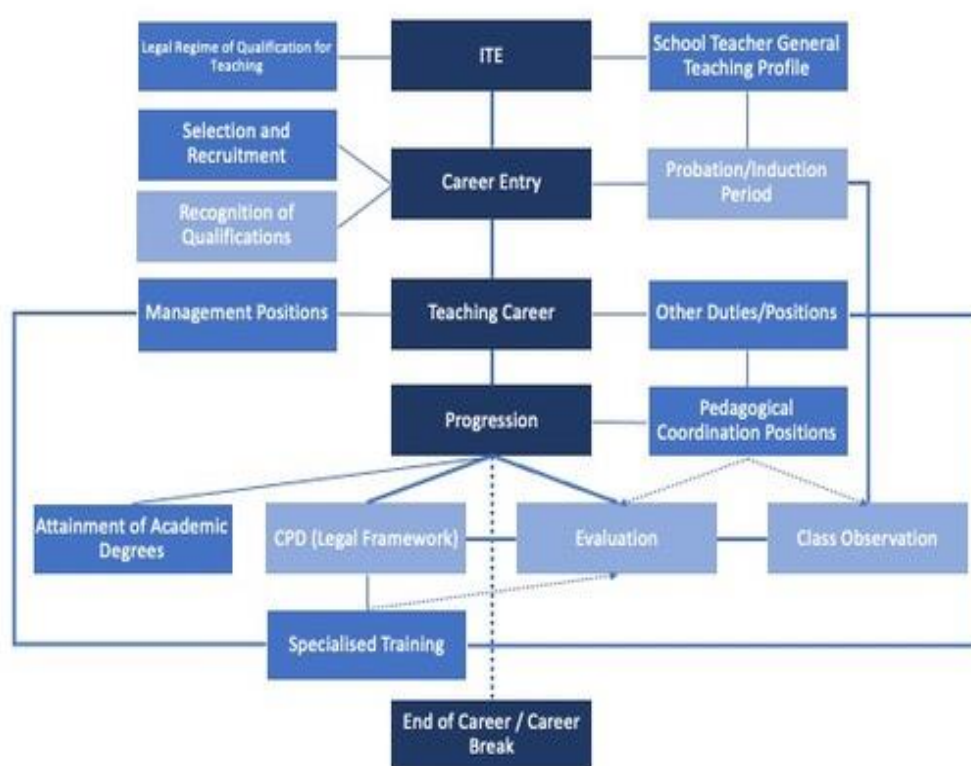 Legal Regime of Qualification for
Teaching
ITE
School Teacher General
Teaching Profile
Selection and
Recruitment
Career Entry
Probation/Induction
Period
Recognition of
Qualifications
Management Positions
Teaching Career
Other Duties/Positions
Progression
Pedagogical
Coordination Positions
Attainment of Academic
Degrees
CPD (Legal Framework)
Evaluation
Class Observation
Specialised Training
End of Career / Career
Break